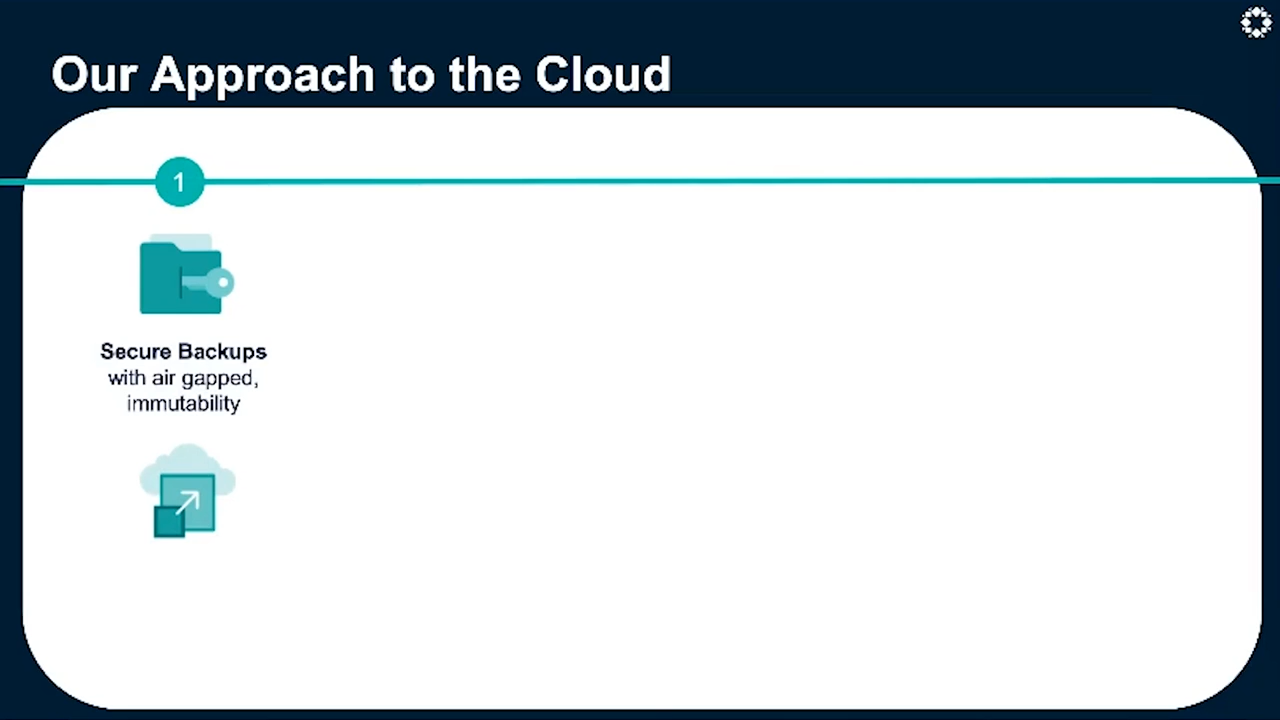 Our Approach to the Cloud
1
Secure Backups
with air gapped,
immutability